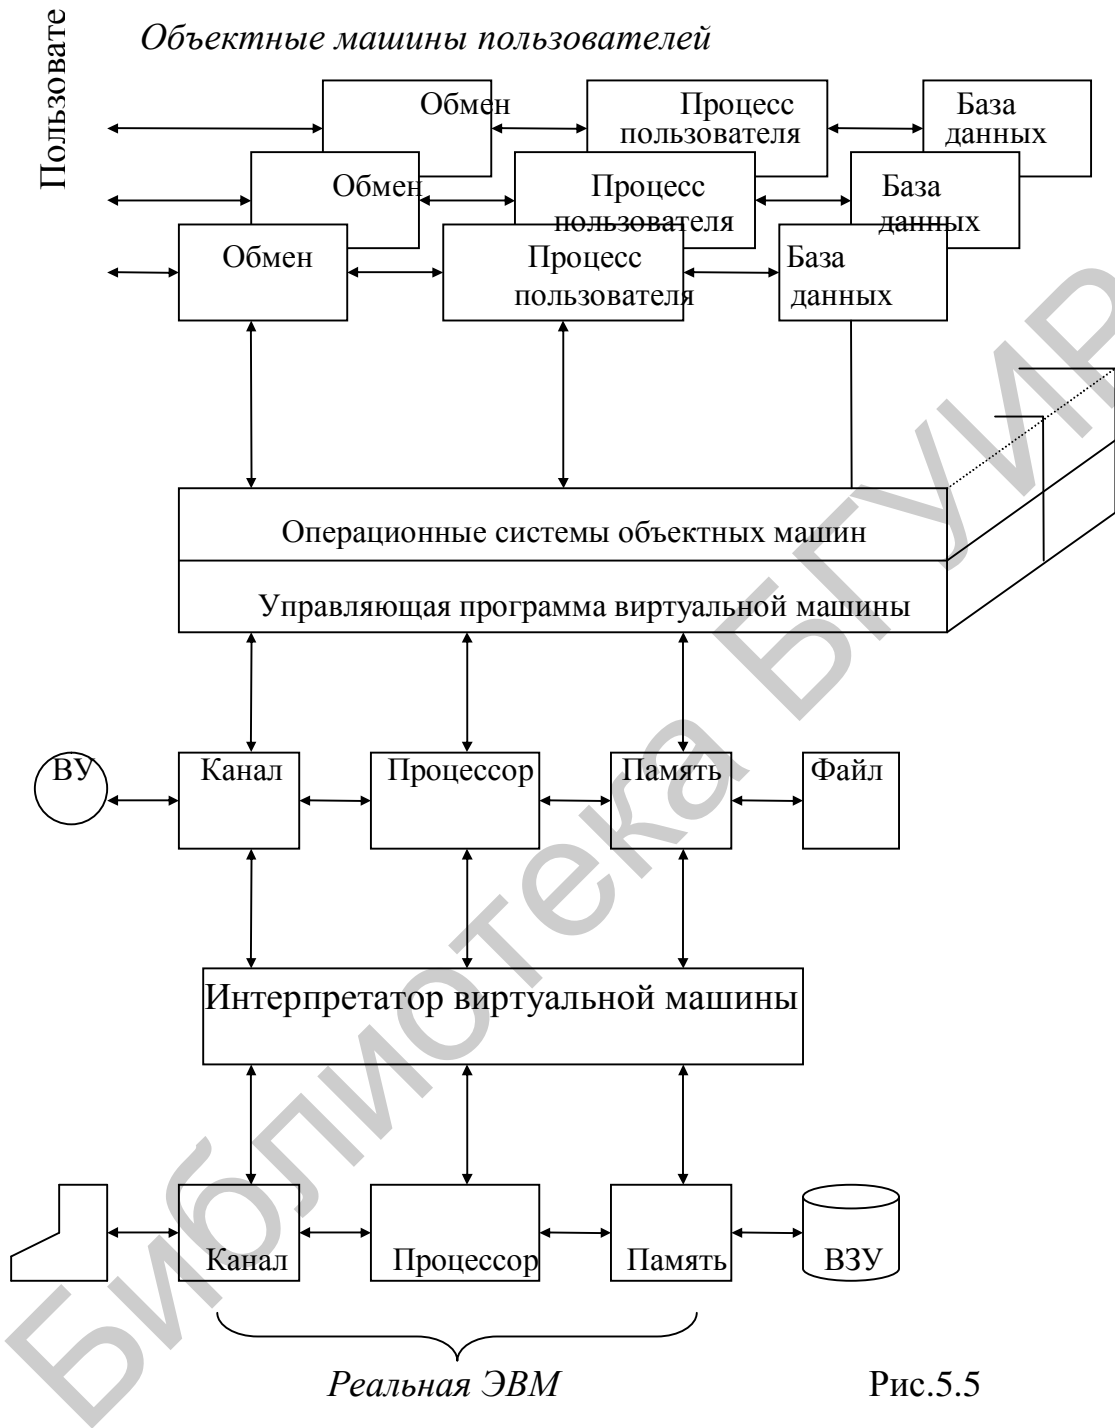 Объектные машины пользователей
Пользовате
Обмен
Процесс
пользователя
База
данных
Обмен
Процесс
пользователя
База
данных
Обмен
Процесс
пользователя
База
данных
Операционные системы объектных машин
Управляющая программа виртуальной машины
ВУ
Канал
Процессор
Память
Файл
Интерпретатор виртуальной машины
Канал
Процессор
Память
ВЗУ
Реальная ЭВМ
Рис.5.5
Библиотека БГУИР